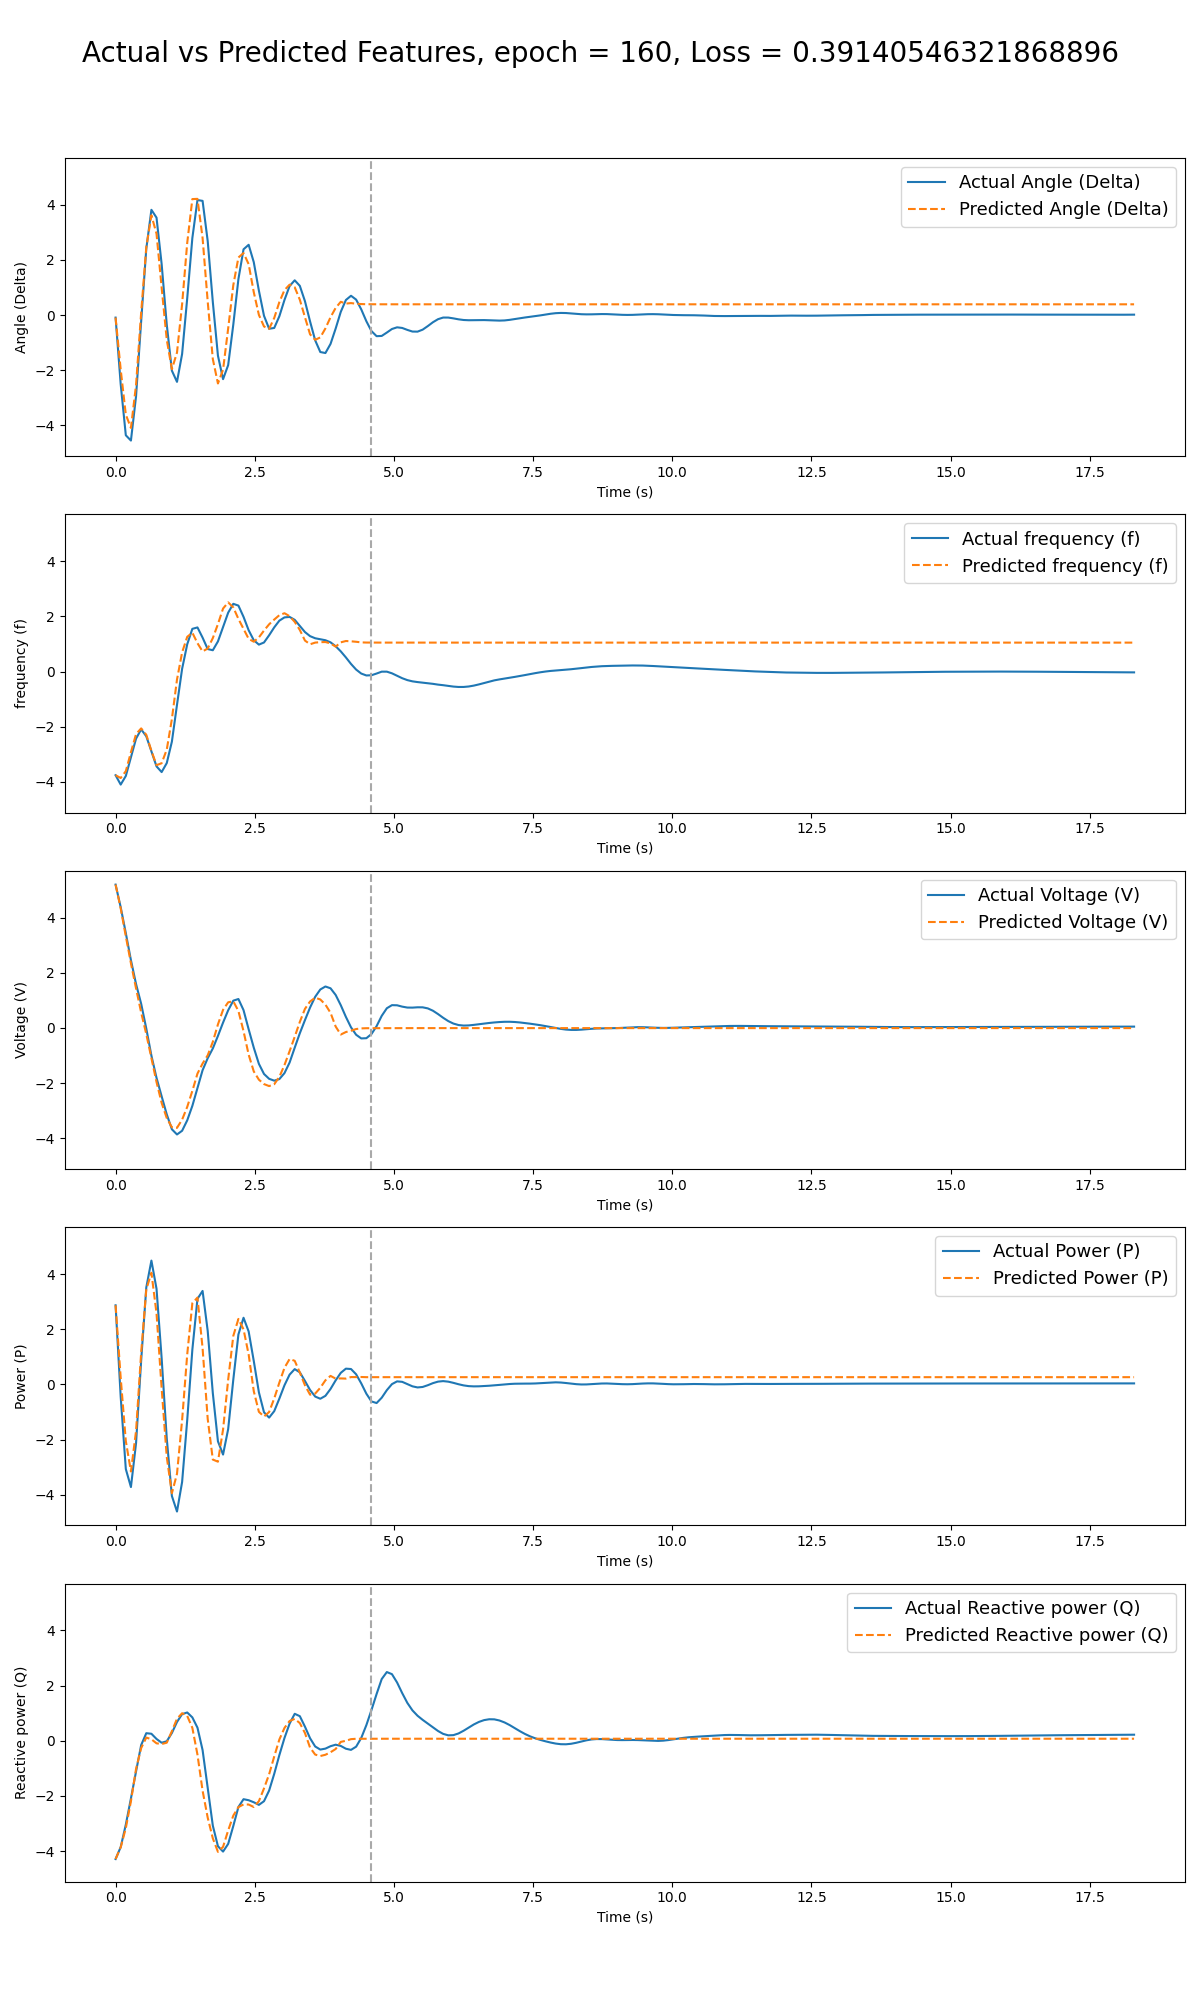 Actual vs Predicted Features, epoch = 160, Loss = 0.39140546321868896
Actual Angle (Delta)
Predicted Angle (Delta)
Angle (Delta)
4
2
0
−2
−4
0.0 2.5 5.0 7.5 10.0 12.5 15.0 17.5
Time (s)
Actual frequency (f)
Predicted frequency (f)
frequency (f)
4
2
0
−2
−4
0.0 2.5 5.0 7.5 10.0 12.5 15.0 17.5
Time (s)
Actual Voltage (V)
Predicted Voltage (V)
Voltage (V)
4
2
0
−2
−4
0.0 2.5 5.0 7.5 10.0 12.5 15.0 17.5
Time (s)
Actual Power (P)
Predicted Power (P)
Power (P)
4
2
0
−2
−4
0.0 2.5 5.0 7.5 10.0 12.5 15.0 17.5
Time (s)
Actual Reactive power (Q)
Predicted Reactive power (Q)
Reactive power (Q)
4
2
0
−2
−4
0.0 2.5 5.0 7.5 10.0 12.5 15.0 17.5
Time (s)